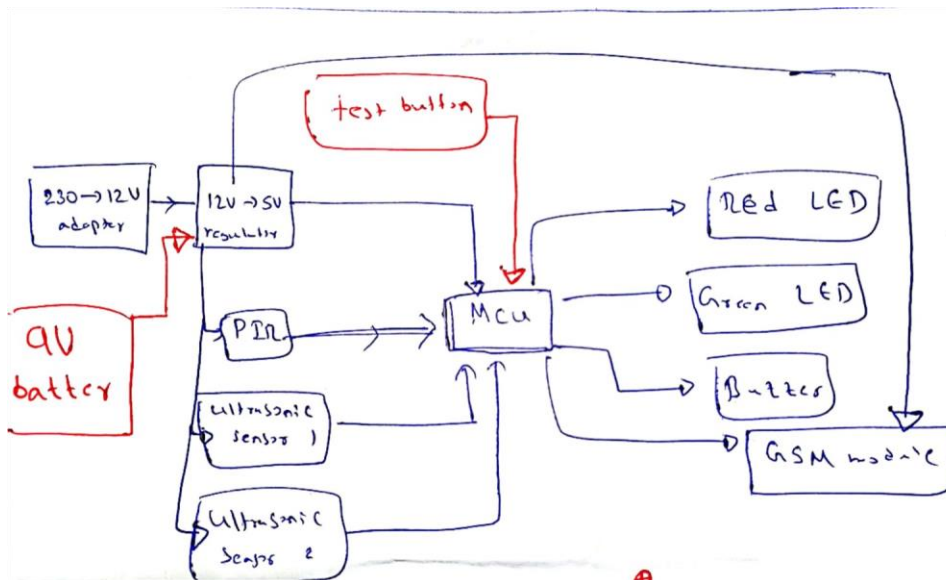 test button
230→12V
adapter
12V→5V
regulator
Red LED
Green LED
MCU
PIR
9V
batter
Buzzer
ultrasonic
sensor 1
GSM module
ultrasonic
sensor 2